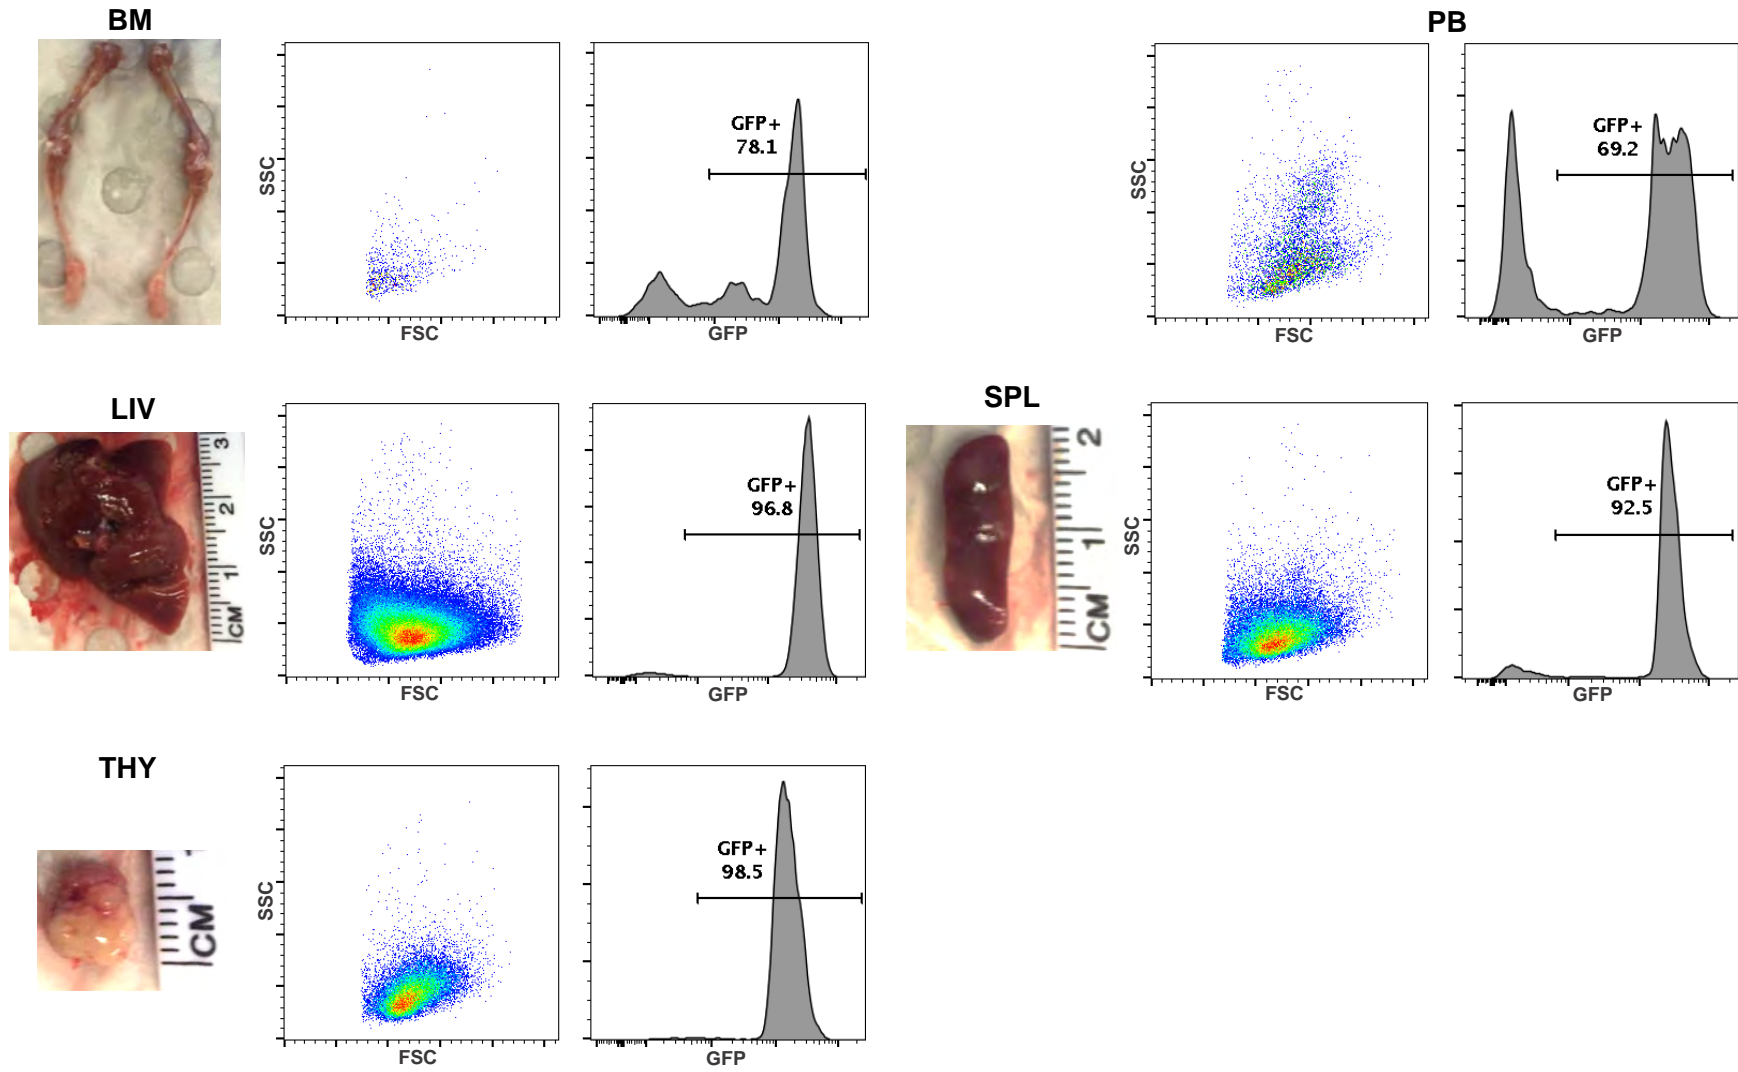 BM
PB
SSC
FSC
GFP+
78.1
GFP
SSC
FSC
GFP+
69.2
GFP
LIV
3
2
1
CM
SSC
FSC
GFP+
96.8
GFP
SPL
2
1
CM
SSC
FSC
GFP+
92.5
GFP
THY
CM
SSC
FSC
GFP+
98.5
GFP